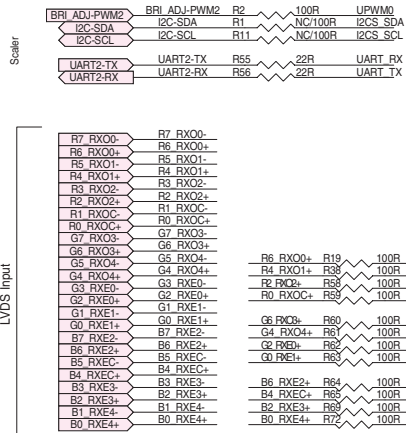 Scaler
BRI_ADJ-PWM2 BRI_ADJ-PWM2 R2 100R UPWM0
I2C-SDA I2C-SDA R1 NC/100R I2CS_SDA
I2C-SCL I2C-SCL R11 NC/100R I2CS_SCL
UART2-TX UART2-TX R55 22R UART_RX
UART2-RX UART2-RX R56 22R UART_TX
LVDS Input
R7_RXO0- R7_RXO0-
R6_RXO0+ R6_RXO0+
R5_RXO1- R5_RXO1-
R4_RXO1+ R4_RXO1+
R3_RXO2- R3_RXO2-
R2_RXO2+ R2_RXO2+
R1_RXOC- R1_RXOC-
R0_RXOC+ R0_RXOC+
G7_RXO3- G7_RXO3-
G6_RXO3+ G6_RXO3+
G5_RXO4- G5_RXO4- R6_RXO0+ R19 100R
G4_RXO4+ G4_RXO4+ R4_RXO1+ R38 100R
G3_RXE0- G3_RXE0- R2_RXO2+ R58 100R
G2_RXE0+ G2_RXE0+ R0_RXOC+ R59 100R
G1_RXE1- G1_RXE1-
G0_RXE1+ G0_RXE1+ G6_RXO3+ R60 100R
B7_RXE2- B7_RXE2- G4_RXO4+ R61 100R
B6_RXE2+ B6_RXE2+ G2_RXE0+ R62 100R
B5_RXEC- B5_RXEC- G0_RXE1+ R63 100R
B4_RXEC+ B4_RXEC+
B3_RXE3- B3_RXE3- B6_RXE2+ R64 100R
B2_RXE3+ B2_RXE3+ B4_RXEC+ R65 100R
B1_RXE4- B1_RXE4- B2_RXE3+ R69 100R
B0_RXE4+ B0_RXE4+ B0_RXE4+ R72 100R